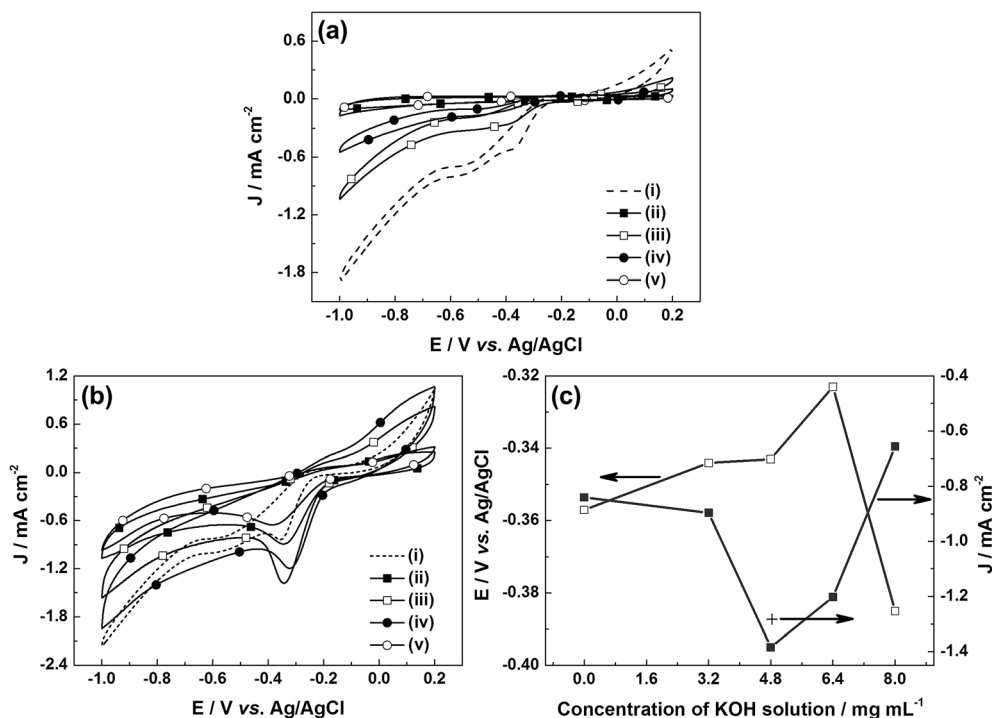 (a)
0.6
0.0
-0.6
-1.2
-1.8
J / mA cm-2
(i)
(ii)
(iii)
(iv)
(v)
-1.0 -0.8 -0.6 -0.4 -0.2 0.0 0.2
E / V vs. Ag/AgCl
(b)
1.2
0.6
0.0
-0.6
-1.2
-1.8
-2.4
J / mA cm-2
(i)
(ii)
(iii)
(iv)
(v)
-1.0 -0.8 -0.6 -0.4 -0.2 0.0 0.2
E / V vs. Ag/AgCl
(c)
-0.32
-0.34
-0.36
-0.38
-0.40
E / V vs. Ag/AgCl
-0.4
-0.6
-0.8
-1.0
-1.2
-1.4
J / mA cm-2
0.0 1.6 3.2 4.8 6.4 8.0
Concentration of KOH solution / mg mL-1